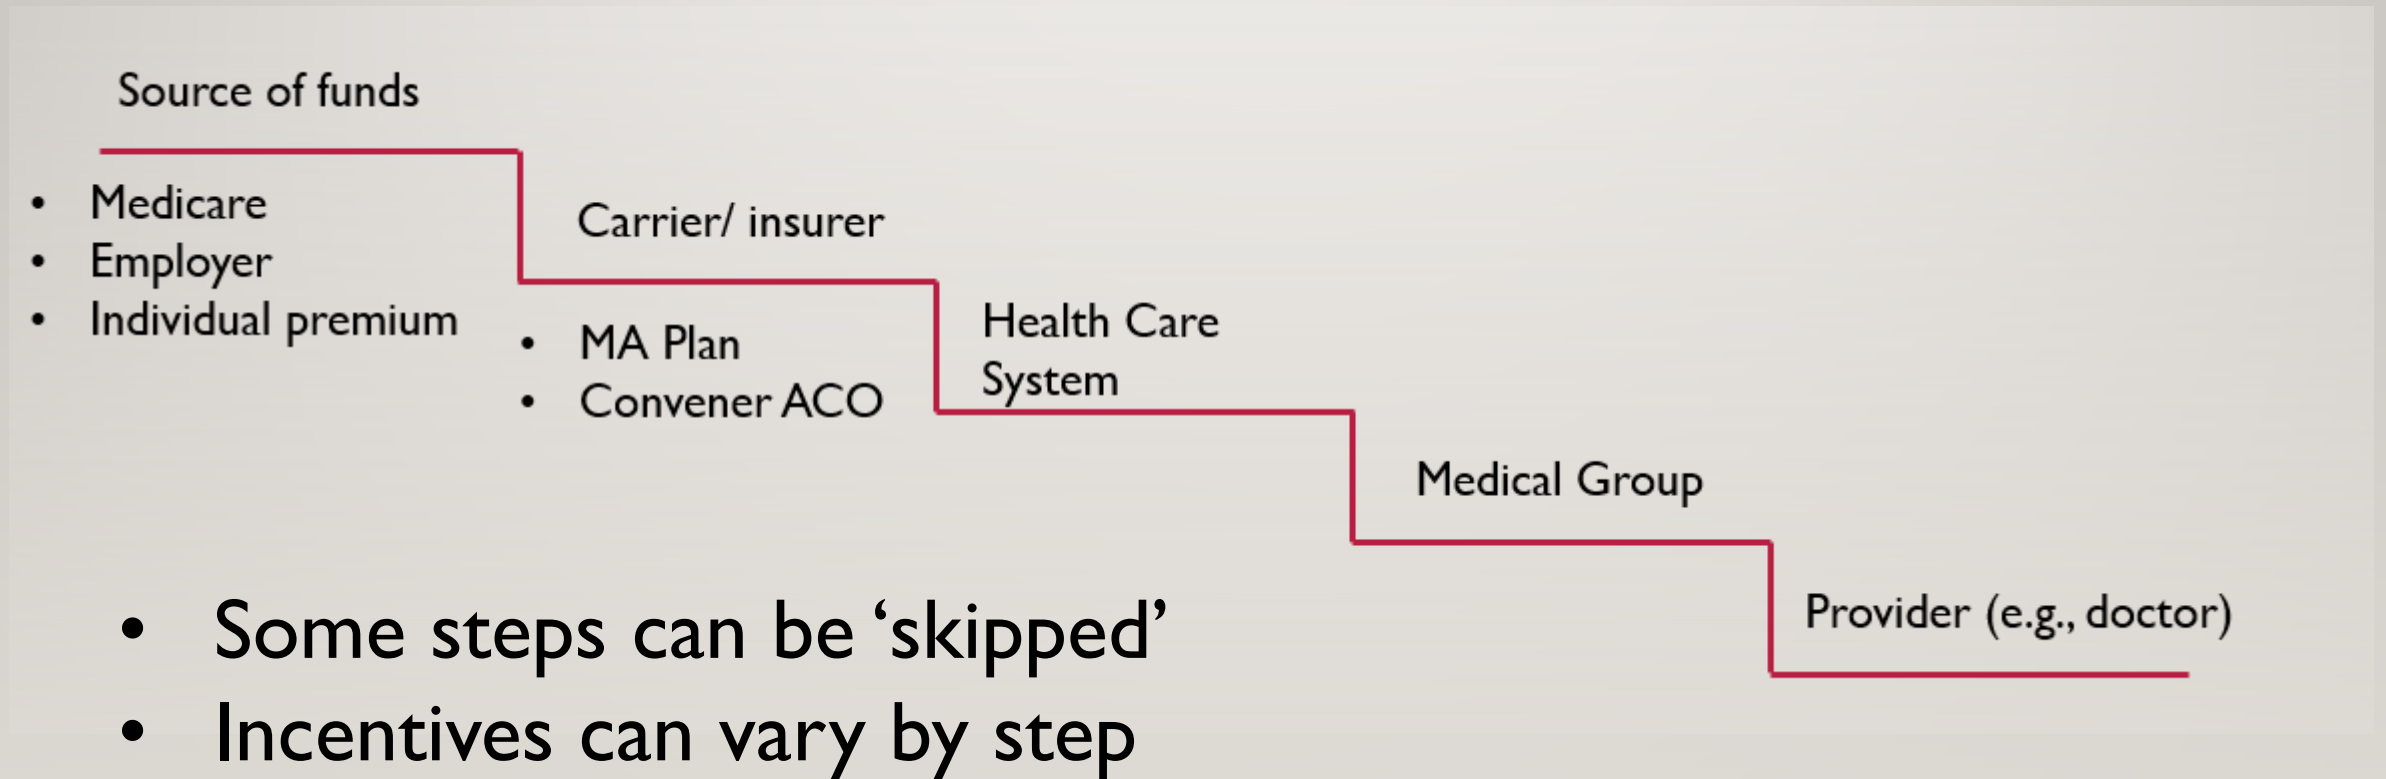 Source of funds
• Medicare
• Employer
• Individual premium
Carrier/ insurer
• MA Plan
• Convener ACO
Health Care
System
Medical Group
Provider (e.g., doctor)
• Some steps can be ‘skipped’
• Incentives can vary by step